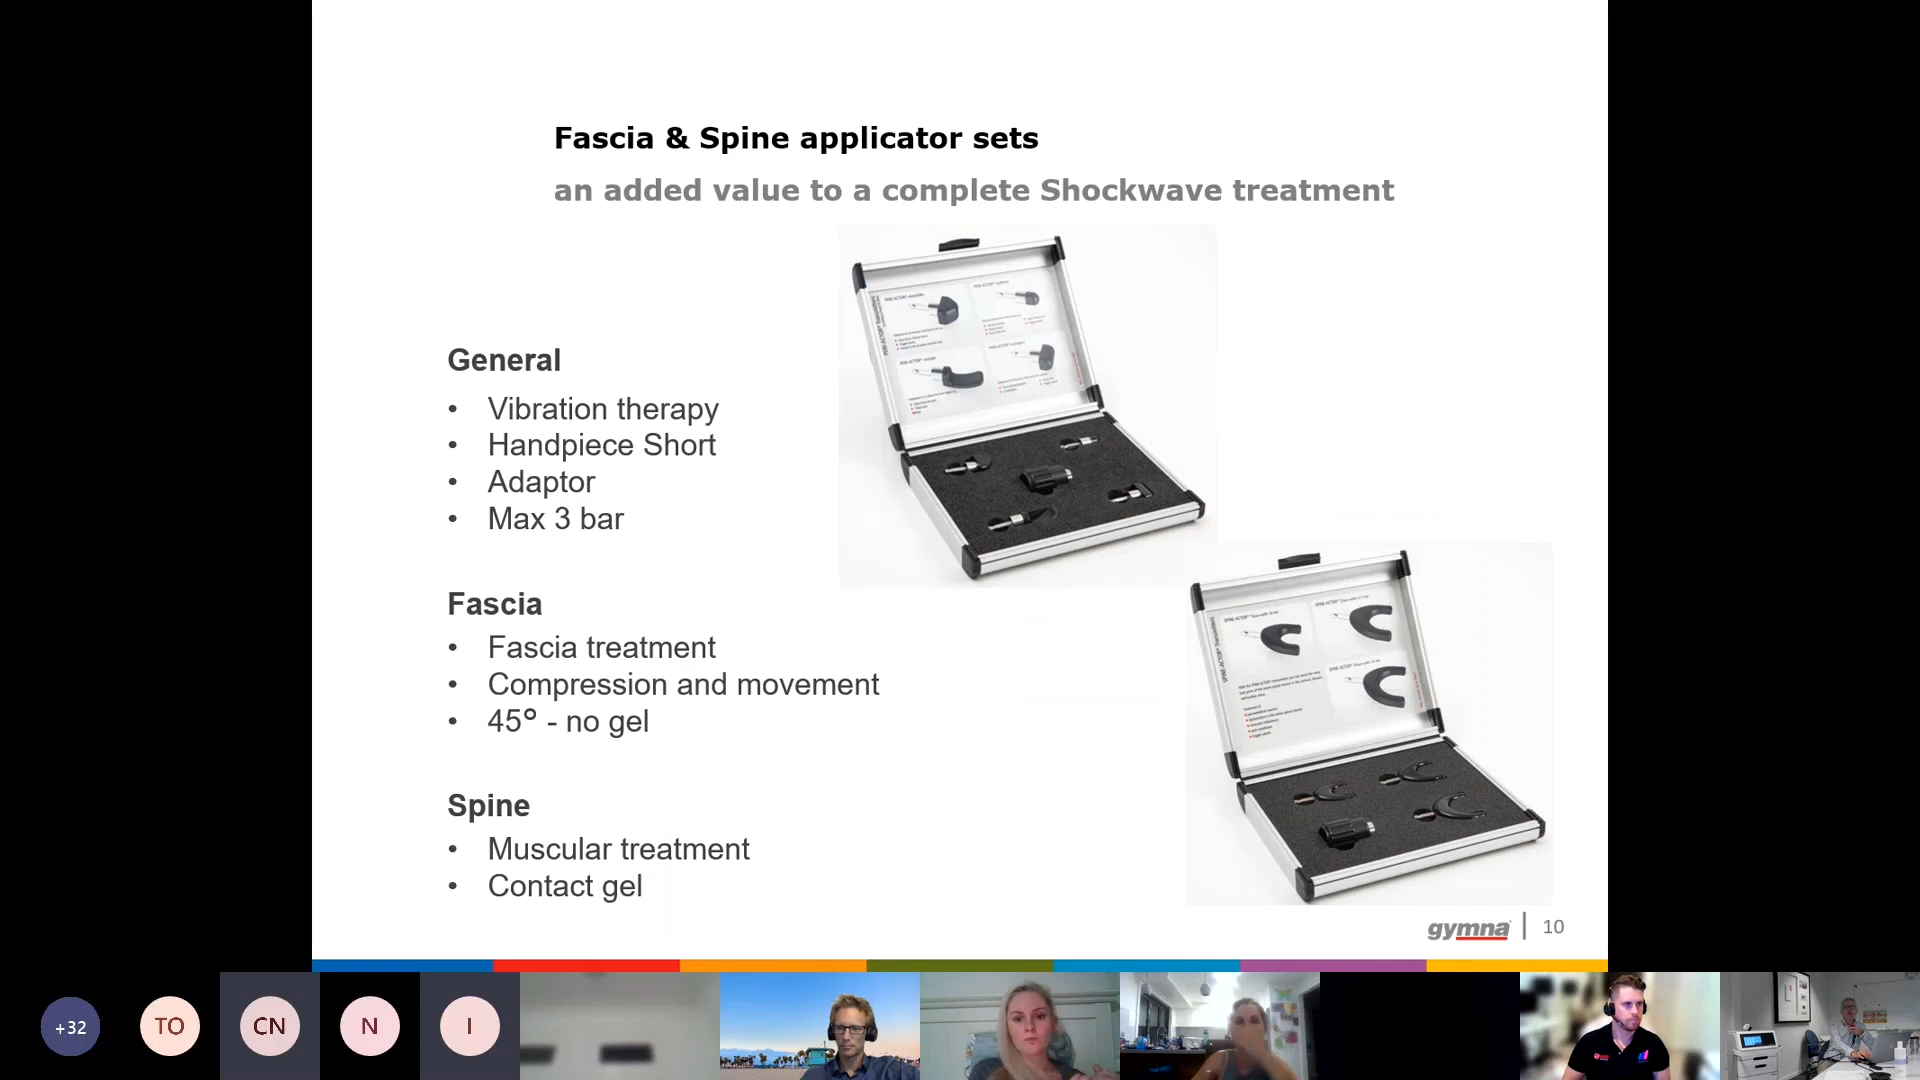 Fascia & Spine applicator sets
an added value to a complete Shockwave treatment
General
• Vibration therapy
• Handpiece Short
• Adaptor
• Max 3 bar
Fascia
• Fascia treatment
• Compression and movement
• 45° - no gel
Spine
• Muscular treatment
• Contact gel
gymna
10
+32
TO
CN
N
I